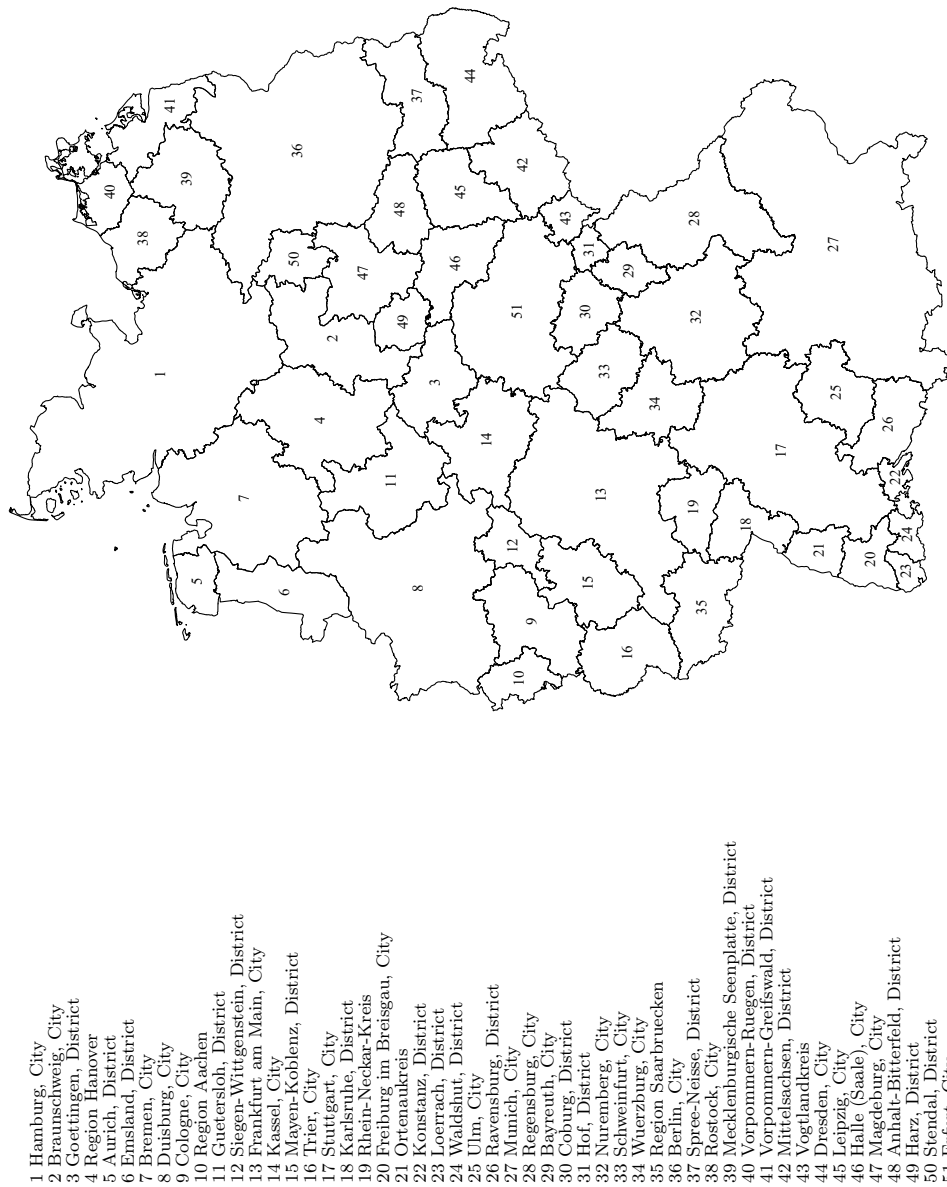 1 Hamburg, City
2 Braunschweig, City
3 Goettingen, District
4 Region Hanover
5 Aurich, District
6 Emsland, District
7 Bremen, City
8 Duisburg, City
9 Cologne, City
10 Region Aachen
11 Guetersloh, District
12 Siegen-Wittgenstein, District
13 Frankfurt am Main, City
14 Kassel, City
15 Mayen-Koblenz, District
16 Trier, City
17 Stuttgart, City
18 Karlsruhe, District
19 Rhein-Neckar-Kreis
20 Freiburg im Breisgau, City
21 Ortenaukreis
22 Konstanz, District
23 Loerrach, District
24 Waldshut, District
25 Ulm, City
26 Ravensburg, District
27 Munich, City
28 Regensburg, City
29 Bayreuth, City
30 Coburg, District
31 Hof, District
32 Nuremberg, City
33 Schweinfurt, City
34 Wuerzburg, City
35 Region Saarbruecken
36 Berlin, City
37 Spree-Neisse, District
38 Rostock, City
39 Mecklenburgische Seenplatte, District
40 Vorpommern-Ruegen, District
41 Vorpommern-Greifswald, District
42 Mittelsachsen, District
43 Vogtlandkreis
44 Dresden, City
45 Leipzig, City
46 Halle (Saale), City
47 Magdeburg, City
48 Anhalt-Bitterfeld, District
49 Harz, District
50 Stendal, District
51 Erfurt, City
41
40
38
39
1
5
7
6
4
2
50
36
8
11
3
49
47
48
37
44
10
9
12
14
51
46
45
42
43
16
15
13
33
30
31
29
35
19
34
32
28
18
17
21
25
27
20
23
24
22
26